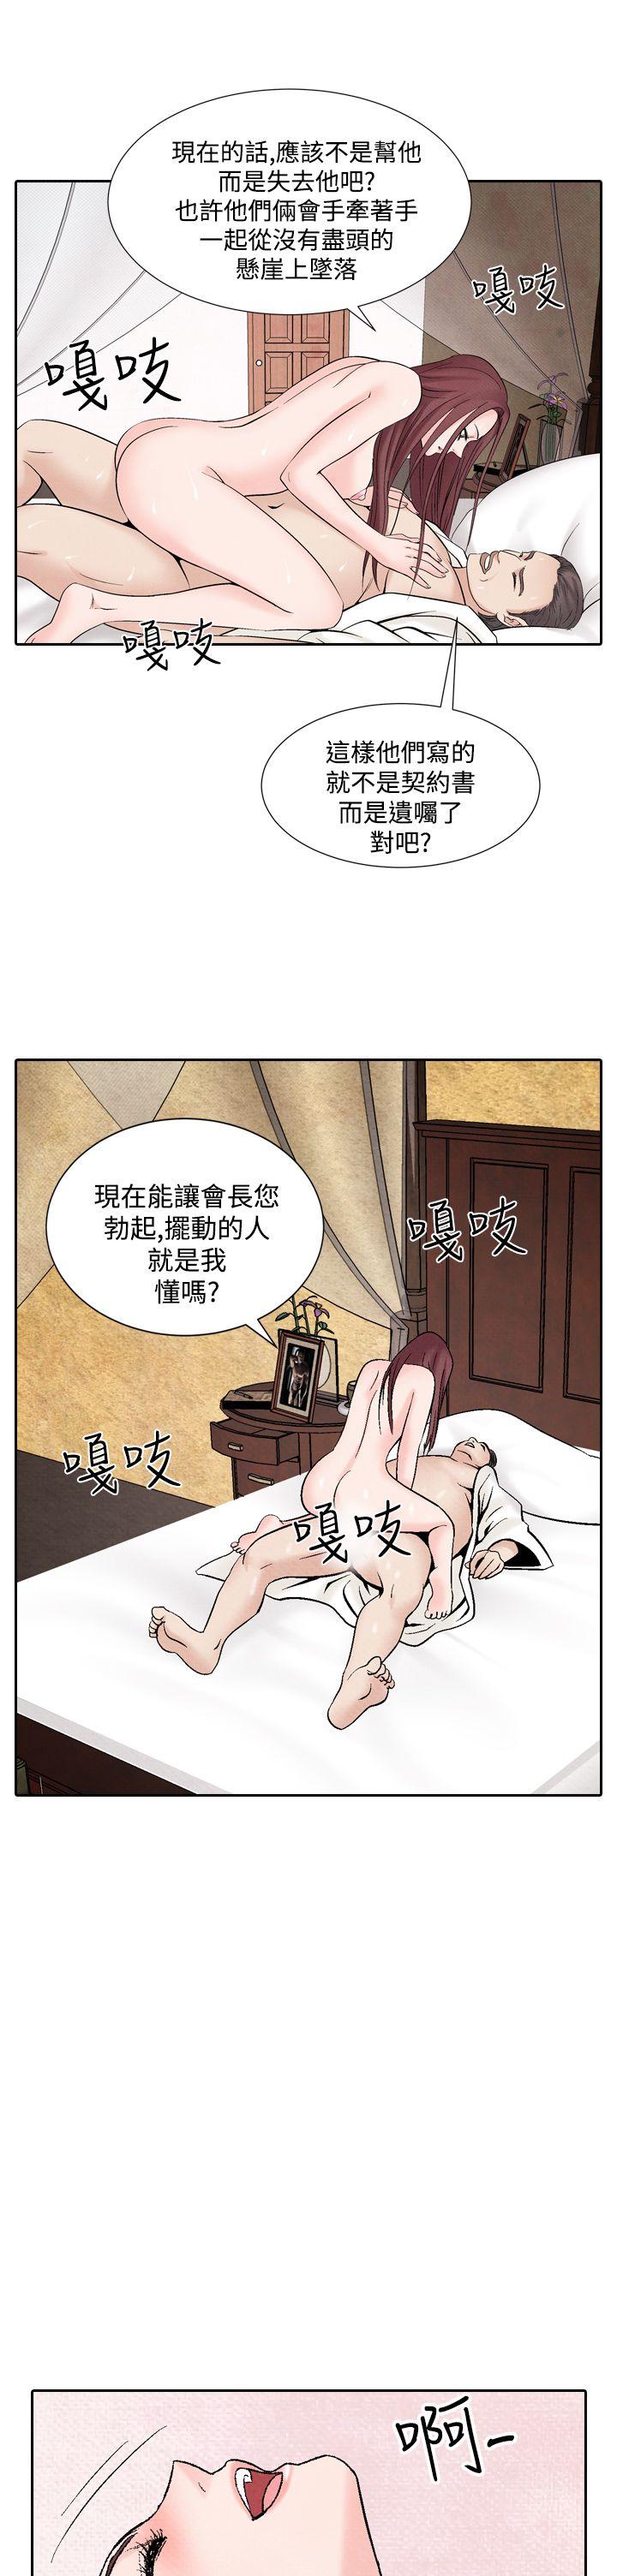 現在的話,應該不是幫他
而是失去他吧?
也許他們倆會手牽著手
一起從沒有盡頭的
懸崖上墜落
嘎吱
嘎吱
嘎吱
這樣他們寫的
就不是契約書
而是遺囑了
對吧?
現在能讓會長您
勃起,擺動的人
就是我
懂嗎?
嘎吱
嘎吱
嘎吱
啊~